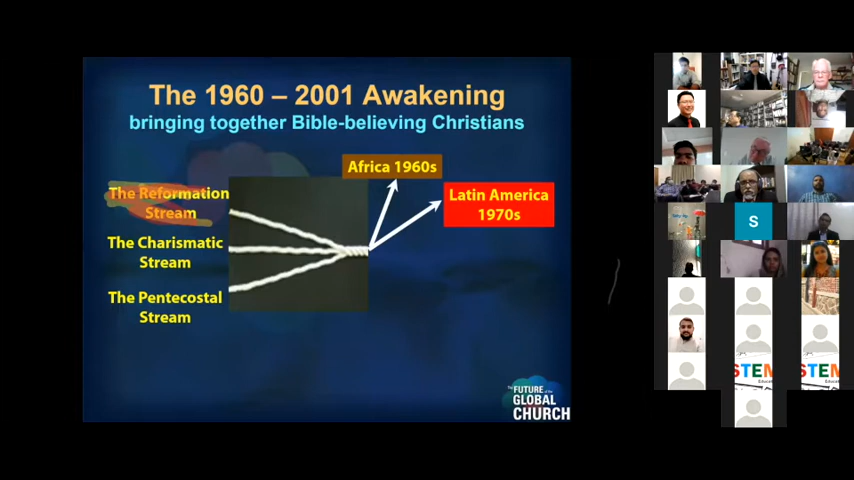 The 1960 – 2001 Awakening
bringing together Bible-believing Christians
Africa 1960s
Latin America
1970s
The Reformation
Stream
The Charismatic
Stream
The Pentecostal
Stream
THE FUTURE of the
GLOBAL
CHURCH
S
STEM
STEM